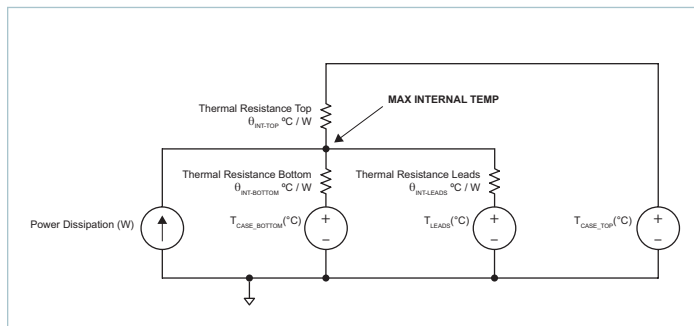 Thermal Resistance Top
θINT-TOP ºC / W
MAX INTERNAL TEMP
Thermal Resistance Bottom
θINT-BOTTOM ºC / W
Thermal Resistance Leads
θINT-LEADS ºC / W
Power Dissipation (W)
TCASE_BOTTOM(°C)
TLEADS(°C)
TCASE_TOP(°C)
+
–
+
–
+
–